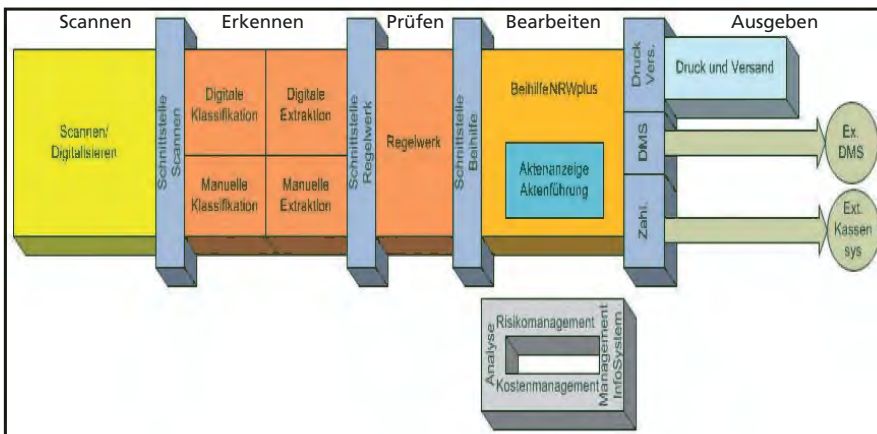 Scannen
Erkennen
Prüfen
Bearbeiten
Ausgeben
Scannen/
Digitalisieren
Schnittstelle
Scannen
Digitale
Klassifikation
Digitale
Extraktion
Manuelle
Klassifikation
Manuelle
Extraktion
Schnittstelle
Regelwerk
Regelwerk
Schnittstelle
Beihilfe
BeihilfeNRWplus
Aktenanzeige
Aktenführung
Druck
Vers.
DMS
Zahl.
Druck und Versand
Ex.
DMS
Ext.
Kassen
sys
Analyse
Risikomanagement
Kostenmanagement
Management
InfoSystem